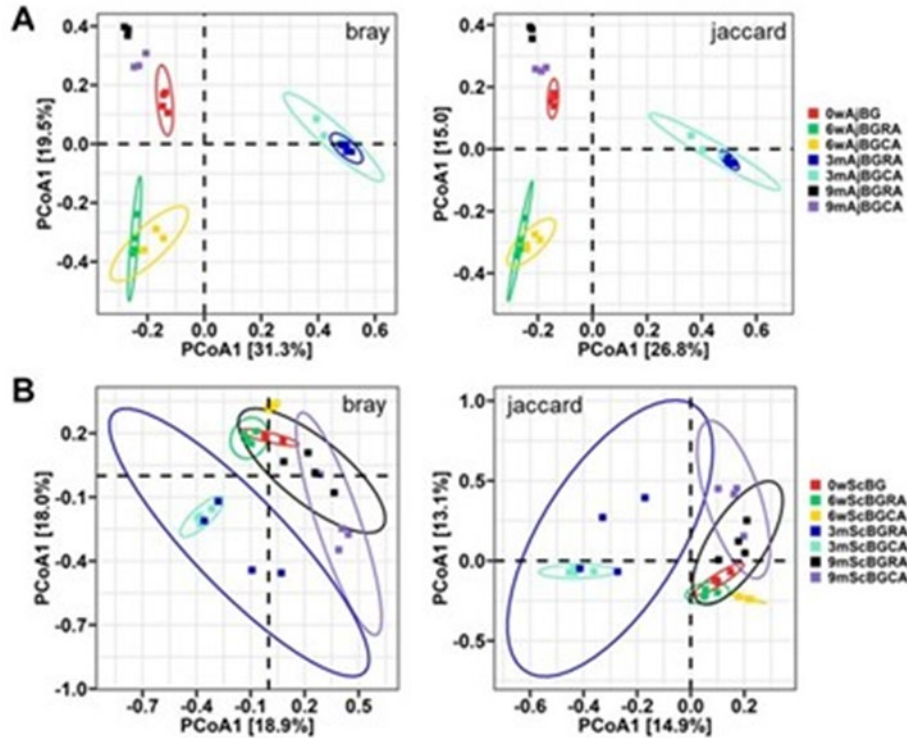 A
bray
0.4
0.2
0.0
-0.2
-0.4
PCoA1 [19.5%]
-0.2 0.0 0.2 0.4 0.6
PCoA1 [31.3%]
jaccard
0.4
0.2
0.0
-0.2
-0.4
PCoA1 [15.0]
-0.2 0.0 0.2 0.4 0.6
PCoA1 [26.8%]
0wAjBG
6wAjBGRA
6wAjBGCA
3mAjBGRA
3mAjBGCA
9mAjBGRA
9mAjBGCA
B
bray
0.2
-0.1
-0.4
-0.7
-1.0
PCoA1 [18.0%]
-0.7 -0.4 -0.1 0.2 0.5
PCoA1 [18.9%]
jaccard
1.0
0.5
0.0
-0.5
PCoA1 [13.1%]
-0.6 -0.4 -0.2 0.0 0.2 0.4
PCoA1 [14.9%]
0wScBG
6wScBGRA
6wScBGCA
3mScBGRA
3mScBGCA
9mScBGRA
9mScBGCA